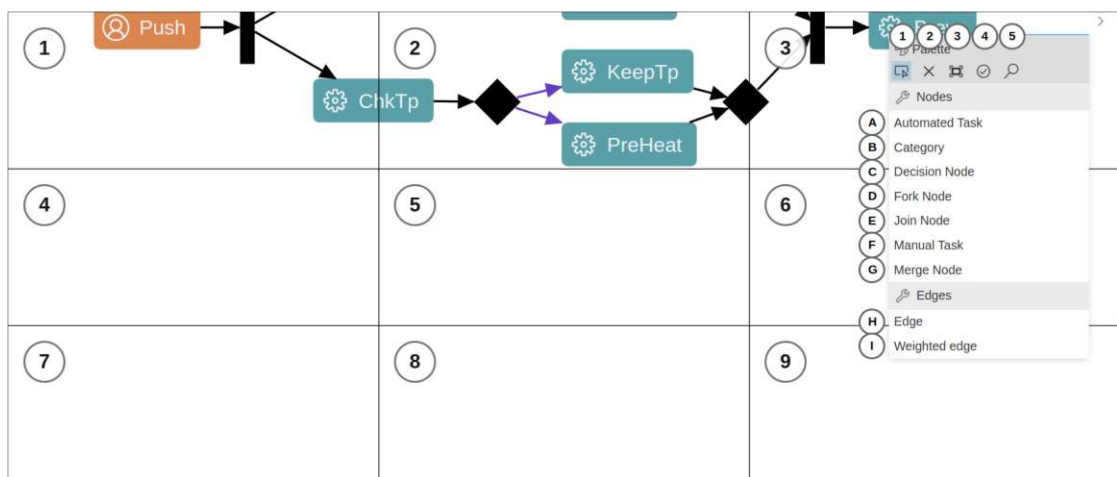 Push
1
2
3
1 2 3 4 5
Palette
KeepTp
ChkTp
Nodes
A Automated Task
PreHeat
B Category
C Decision Node
4
5
6
D Fork Node
E Join Node
F Manual Task
G Merge Node
Edges
H Edge
7
8
9
I Weighted edge